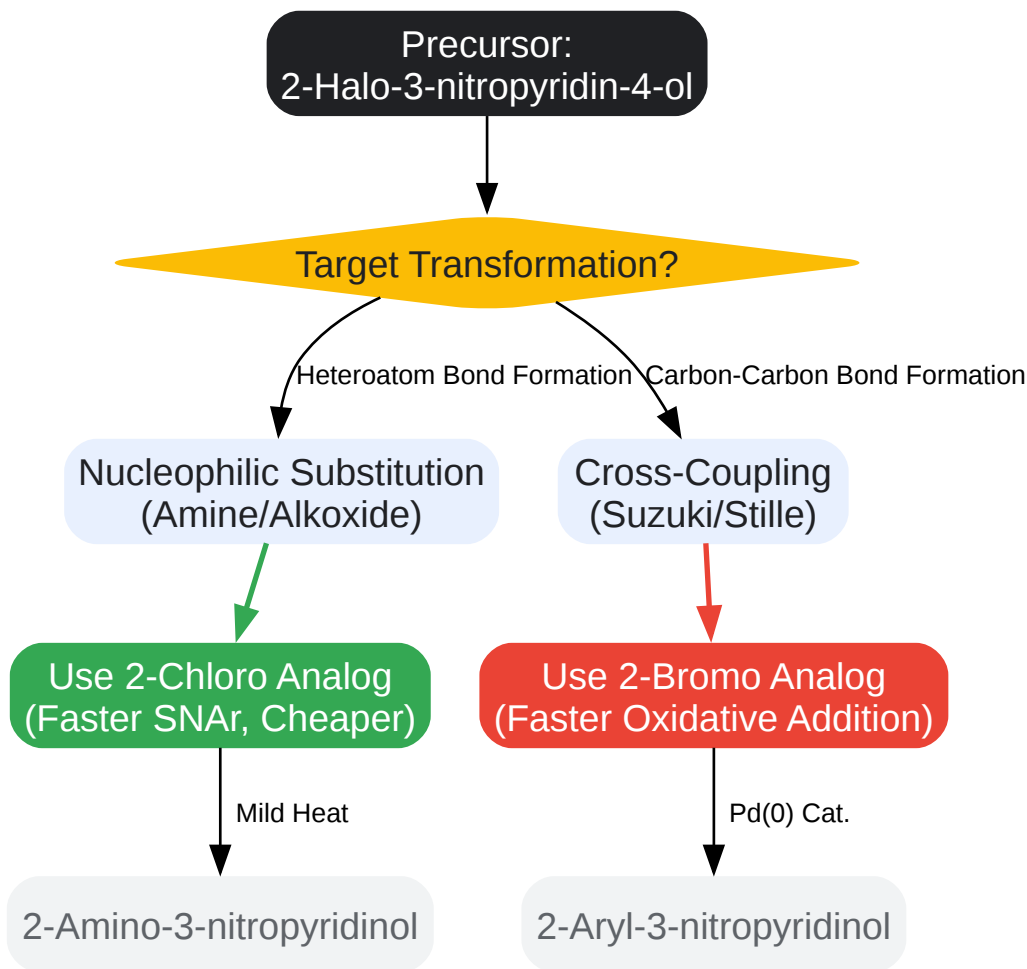 Precursor:
2-Halo-3-nitropyridin-4-ol
Target Transformation?
Heteroatom Bond Formation
Carbon-Carbon Bond Formation
Nucleophilic Substitution
(Amine/Alkoxide)
Cross-Coupling
(Suzuki/Stille)
Use 2-Chloro Analog
(Faster SNAr, Cheaper)
Use 2-Bromo Analog
(Faster Oxidative Addition)
Mild Heat
Pd(0) Cat.
2-Amino-3-nitropyridinol
2-Aryl-3-nitropyridinol